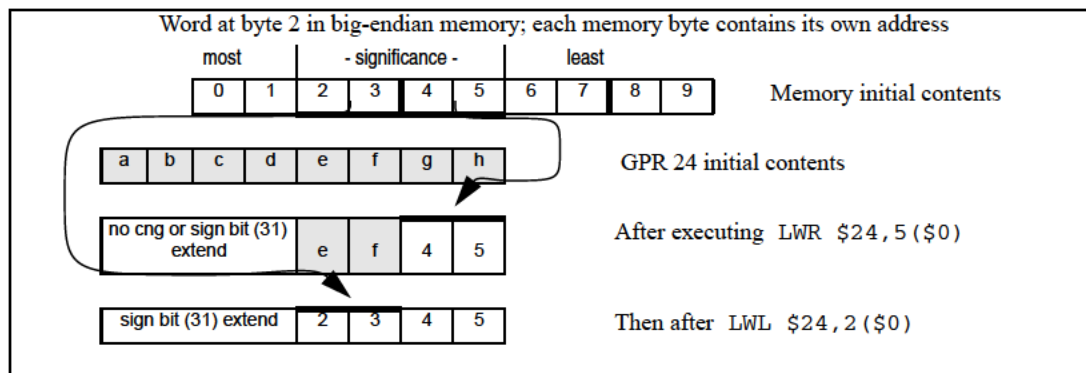 Word at byte 2 in big-endian memory; each memory byte contains its own address
most - significance - least
0 1 2 3 4 5 6 7 8 9 Memory initial contents
a b c d e f g h GPR 24 initial contents
no cng or sign bit (31)
extend e f 4 5 After executing LWR $24,5($0)
sign bit (31) extend 2 3 4 5 Then after LWL $24,2($0)